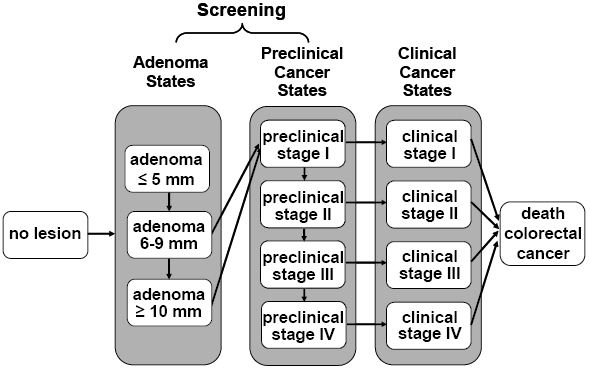 Screening
Adenoma
States
Preclinical
Cancer
States
Clinical
Cancer
States
no lesion
adenoma
≤ 5 mm
adenoma
6-9 mm
adenoma
≥ 10 mm
preclinical
stage I
preclinical
stage II
preclinical
stage III
preclinical
stage IV
clinical
stage I
clinical
stage II
clinical
stage III
clinical
stage IV
death
colorectal
cancer